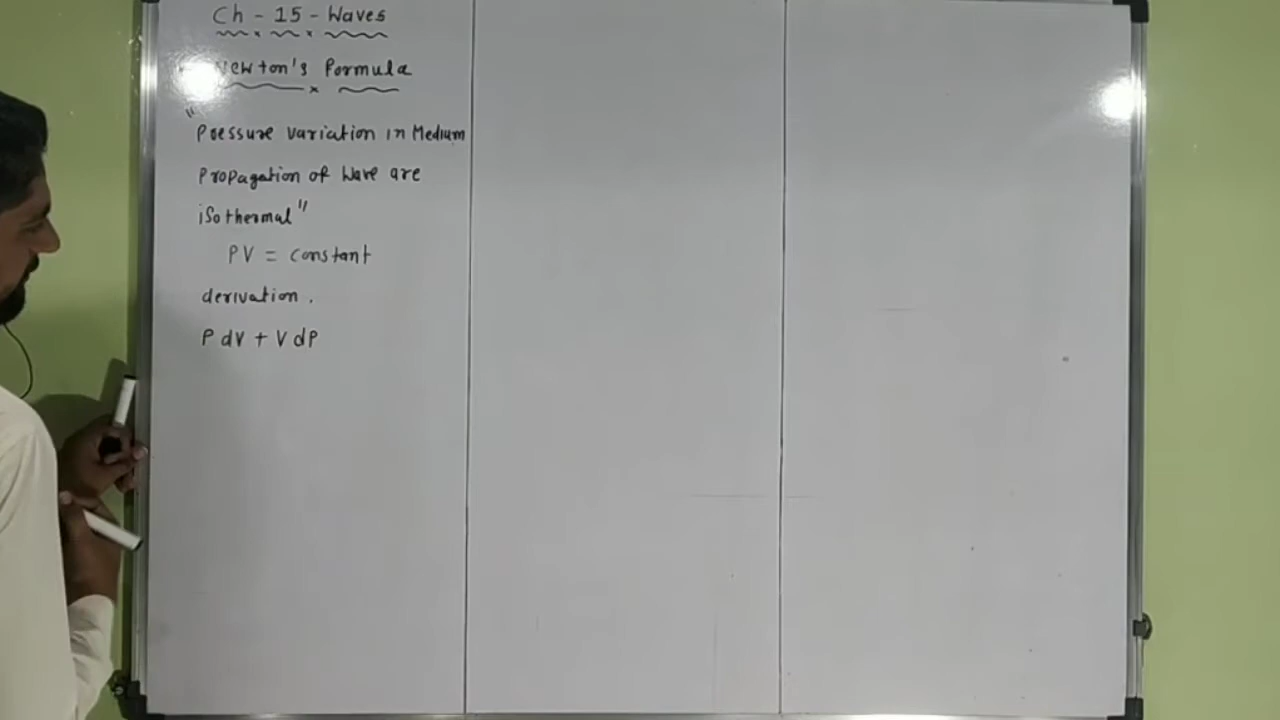 Ch - 15 - Waves
Newton's Formula
"
Pressure variation in Medium
Propagation of Wave are
isothermal"
PV = constant
derivation.
P dV + V dP